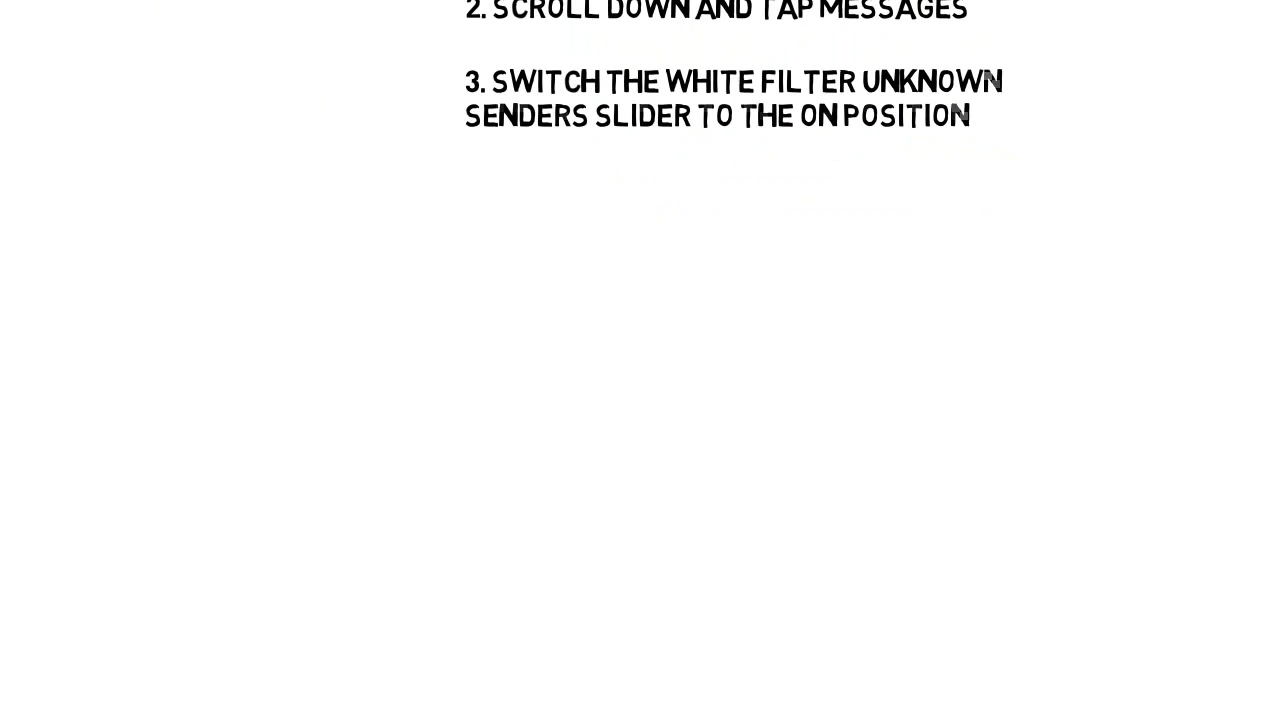 2. SCROLL DOWN AND TAP MESSAGES
3. SWITCH THE WHITE FILTER UNKNOWN
SENDERS SLIDER TO THE ON POSITION